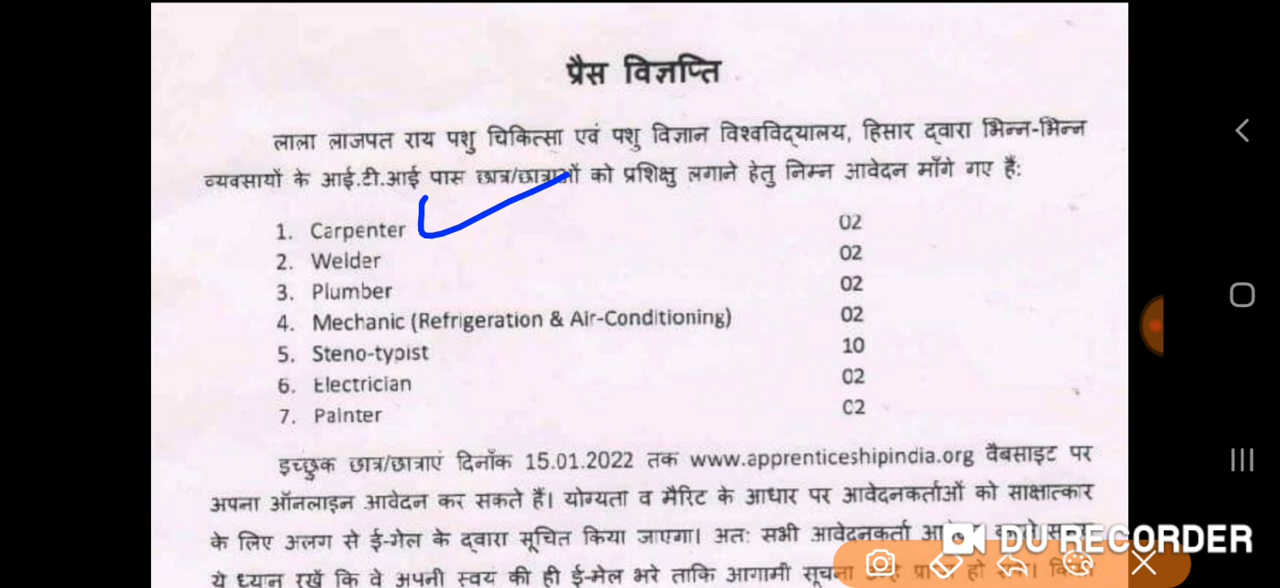 प्रैस विज्ञप्ति
लाला लाजपत राय पशु चिकित्सा एवं पशु विज्ञान विश्वविद्यालय, हिसार द्वारा भिन्न-भिन्न
व्यवसायों के आई.टी.आई पास छात्र/छात्राओं को प्रशिक्षु लगाने हेतु निम्न आवेदन माँगे गए हैं:
1. Carpenter 02
2. Welder 02
3. Plumber 02
4. Mechanic (Refrigeration & Air-Conditioning) 02
5. Steno-typist 10
6. Electrician 02
7. Painter 02
इच्छुक छात्र/छात्राएं दिनाँक 15.01.2022 तक www.apprenticeshipindia.org वैबसाइट पर
अपना ऑनलाइन आवेदन कर सकते हैं। योग्यता व मैरिट के आधार पर आवेदनकर्ताओं को साक्षात्कार
के लिए अलग से ई-मेल के द्वारा सूचित किया जाएगा। अतः सभी आवेदनकर्ता
ये ध्यान रखें कि वे अपनी स्वयं की ही ई-मेल भरे ताकि आगामी सूचना
DU RECORDER